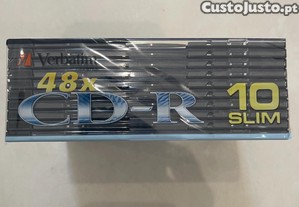 Custojusto.pt
Verbatim
48x
CD-R
10
SLIM